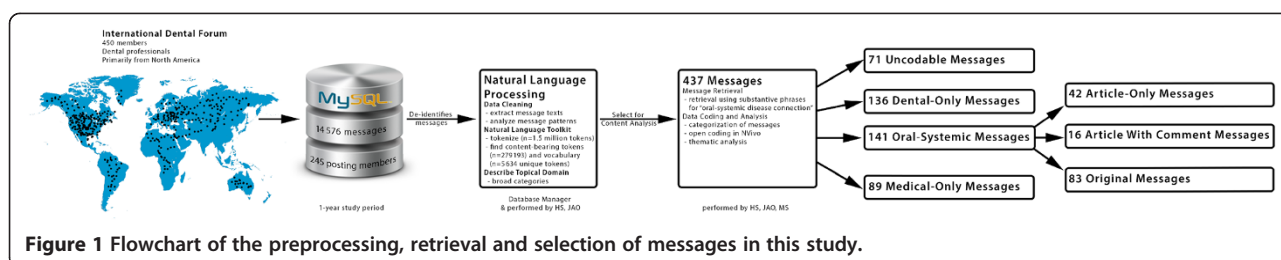 International Dental Forum
450 members
Dental professionals
Primarily from North America
MySQL
14 576 messages
245 posting members
1-year study period
De-identifies
messages
Natural Language
Processing
Data Cleaning
- extract message texts
- analyze message patterns
Natural Language Toolkit
- tokenize (n=1.5 million tokens)
- find content-bearing tokens
(n=279193) and vocabulary
(n=5634 unique tokens)
Describe Topical Domain
- broad categories
Database Manager
& performed by HS, JAO
Select for
Content Analysis
437 Messages
Message Retrieval
- retrieval using substantive phrases
for "oral-systemic disease connection"
Data Coding and Analysis
- categorization of messages
- open coding in NVivo
- thematic analysis
performed by HS, JAO, MS
71 Uncodable Messages
136 Dental-Only Messages
141 Oral-Systemic Messages
89 Medical-Only Messages
42 Article-Only Messages
16 Article With Comment Messages
83 Original Messages
Figure 1 Flowchart of the preprocessing, retrieval and selection of messages in this study.